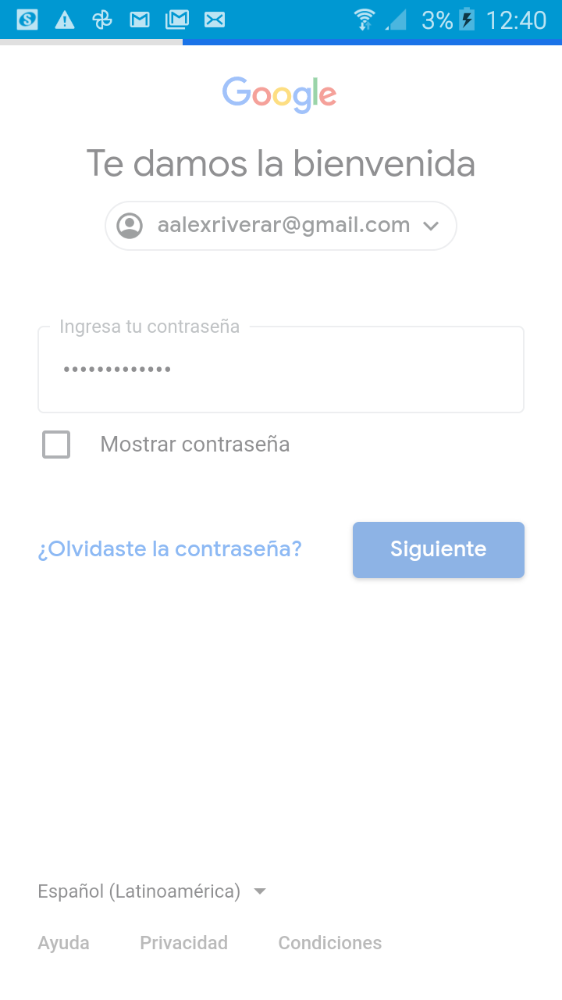 3% 12:40
Google
Te damos la bienvenida
aalexriverar@gmail.com
Ingresa tu contraseña
•••••••••••••
Mostrar contraseña
¿Olvidaste la contraseña? Siguiente
Español (Latinoamérica)
Ayuda Privacidad Condiciones